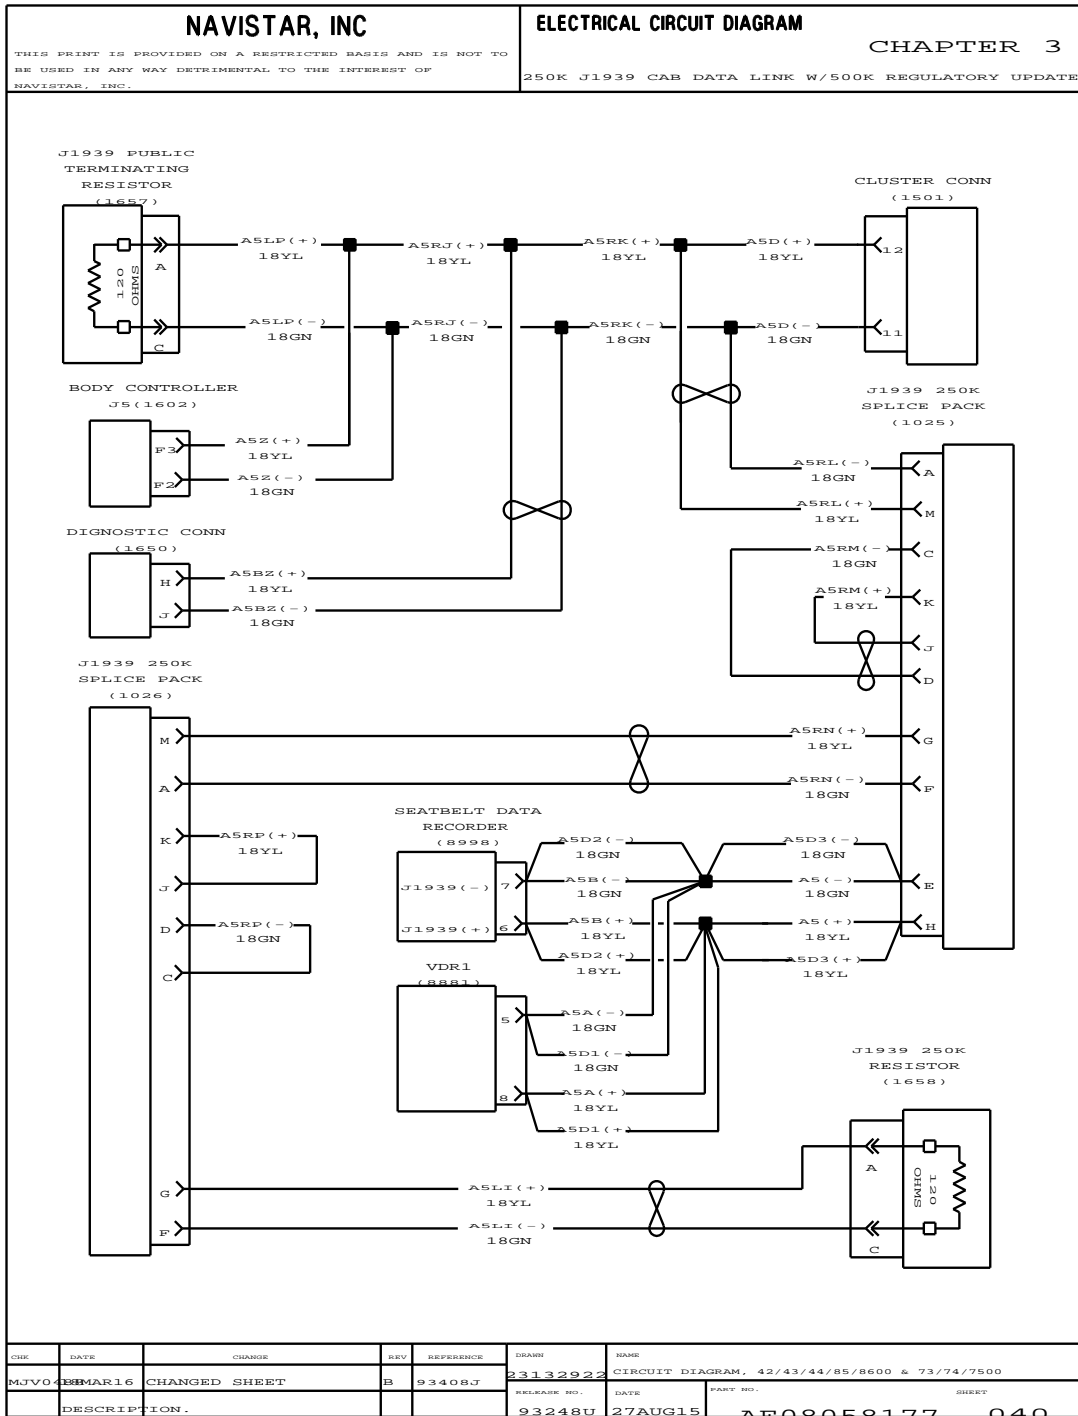 NAVISTAR, INC
THIS PRINT IS PROVIDED ON A RESTRICTED BASIS AND IS NOT TO
BE USED IN ANY WAY DETRIMENTAL TO THE INTEREST OF
NAVISTAR, INC.
ELECTRICAL CIRCUIT DIAGRAM
CHAPTER 3
250K J1939 CAB DATA LINK W/500K REGULATORY UPDATE
J1939 PUBLIC
TERMINATING
RESISTOR
(1657)
120
OHMS
A
C
A5LP(+)
18YL
A5RJ(+)
18YL
A5RK(+)
18YL
A5D(+)
18YL
A5LP(-)
18GN
A5RJ(-)
18GN
A5RK(-)
18GN
A5D(-)
18GN
CLUSTER CONN
(1501)
12
11
BODY CONTROLLER
J5(1602)
F3
F2
A5Z(+)
18YL
A5Z(-)
18GN
DIGNOSTIC CONN
(1650)
H
J
A5BZ(+)
18YL
A5BZ(-)
18GN
J1939 250K
SPLICE PACK
(1025)
A5RL(-)
18GN
A
A5RL(+)
18YL
M
A5RM(-)
18GN
C
A5RM(+)
18YL
K
J
D
A5RN(+)
18YL
G
A5RN(-)
18GN
F
E
H
J1939 250K
SPLICE PACK
(1026)
M
A
K
A5RP(+)
18YL
J
D
A5RP(-)
18GN
C
G
F
SEATBELT DATA
RECORDER
(8998)
J1939(-) 7
J1939(+) 6
A5D2(-)
18GN
A5B(-)
18GN
A5B(+)
18YL
A5D2(+)
18YL
A5D3(-)
18GN
A5(-)
18GN
A5(+)
18YL
A5D3(+)
18YL
VDR1
(8881)
5
8
A5A(-)
18GN
A5D1(-)
18GN
A5A(+)
18YL
A5D1(+)
18YL
J1939 250K
RESISTOR
(1658)
A
C
120
OHMS
A5LI(+)
18YL
A5LI(-)
18GN
CHK DATE CHANGE REV REFERENCE
MAR16 CHANGED SHEET B 93408J
DESCRIPTION.
DRAWN
23132922
NAME
CIRCUIT DIAGRAM, 42/43/44/85/8600 & 73/74/7500
RELEASE NO.
93248U
DATE
27AUG15
PART NO.
AF08058177
SHEET
040